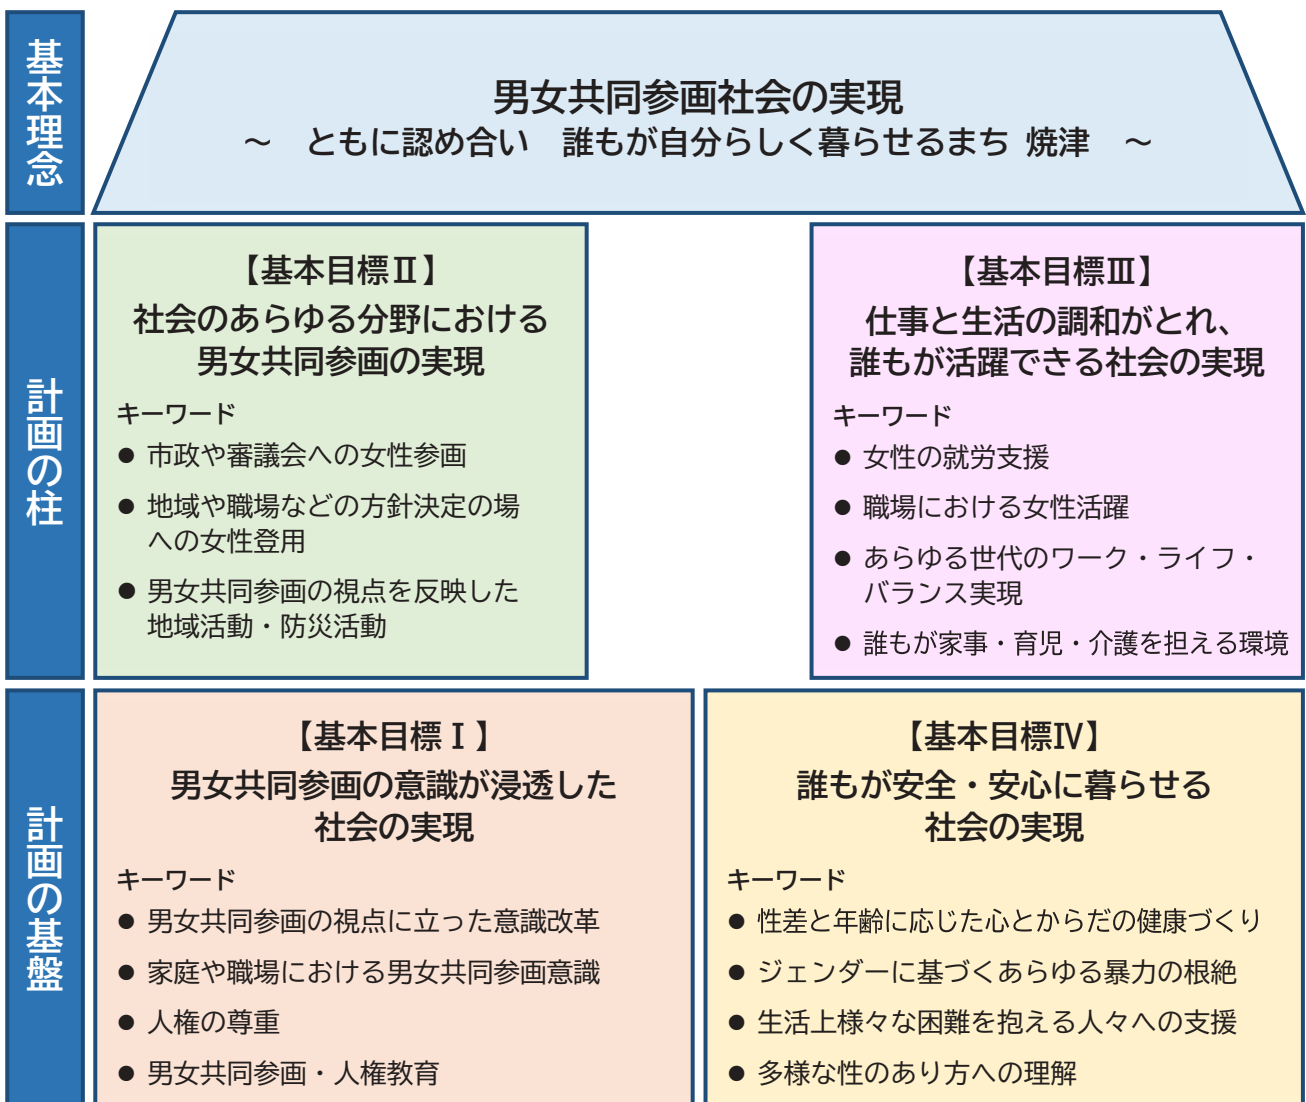 基本理念
男女共同参画社会の実現
～　ともに認め合い　誰もが自分らしく暮らせるまち 焼津　～
計画の柱
【基本目標Ⅱ】
社会のあらゆる分野における
男女共同参画の実現
キーワード
● 市政や審議会への女性参画
● 地域や職場などの方針決定の場
への女性登用
● 男女共同参画の視点を反映した
地域活動・防災活動
【基本目標Ⅲ】
仕事と生活の調和がとれ、
誰もが活躍できる社会の実現
キーワード
● 女性の就労支援
● 職場における女性活躍
● あらゆる世代のワーク・ライフ・
バランス実現
● 誰もが家事・育児・介護を担える環境
計画の基盤
【基本目標Ⅰ】
男女共同参画の意識が浸透した
社会の実現
キーワード
● 男女共同参画の視点に立った意識改革
● 家庭や職場における男女共同参画意識
● 人権の尊重
● 男女共同参画・人権教育
【基本目標Ⅳ】
誰もが安全・安心に暮らせる
社会の実現
キーワード
● 性差と年齢に応じた心とからだの健康づくり
● ジェンダーに基づくあらゆる暴力の根絶
● 生活上様々な困難を抱える人々への支援
● 多様な性のあり方への理解